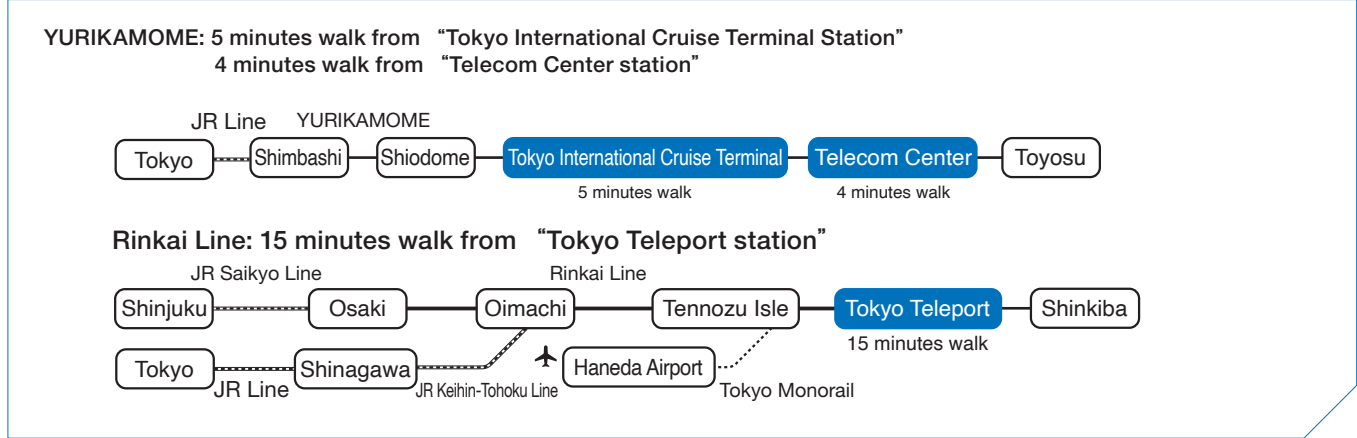 YURIKAMOME: 5 minutes walk from “Tokyo International Cruise Terminal Station”
4 minutes walk from “Telecom Center station”
JR Line YURIKAMOME
Tokyo Shimbashi Shiodome Tokyo International Cruise Terminal Telecom Center Toyosu
5 minutes walk 4 minutes walk
Rinkai Line: 15 minutes walk from “Tokyo Teleport station”
JR Saikyo Line Rinkai Line
Shinjuku Osaki Oimachi Tennozu Isle Tokyo Teleport Shinkiba
15 minutes walk
Tokyo Shinagawa Haneda Airport
JR Line JR Keihin-Tohoku Line Tokyo Monorail